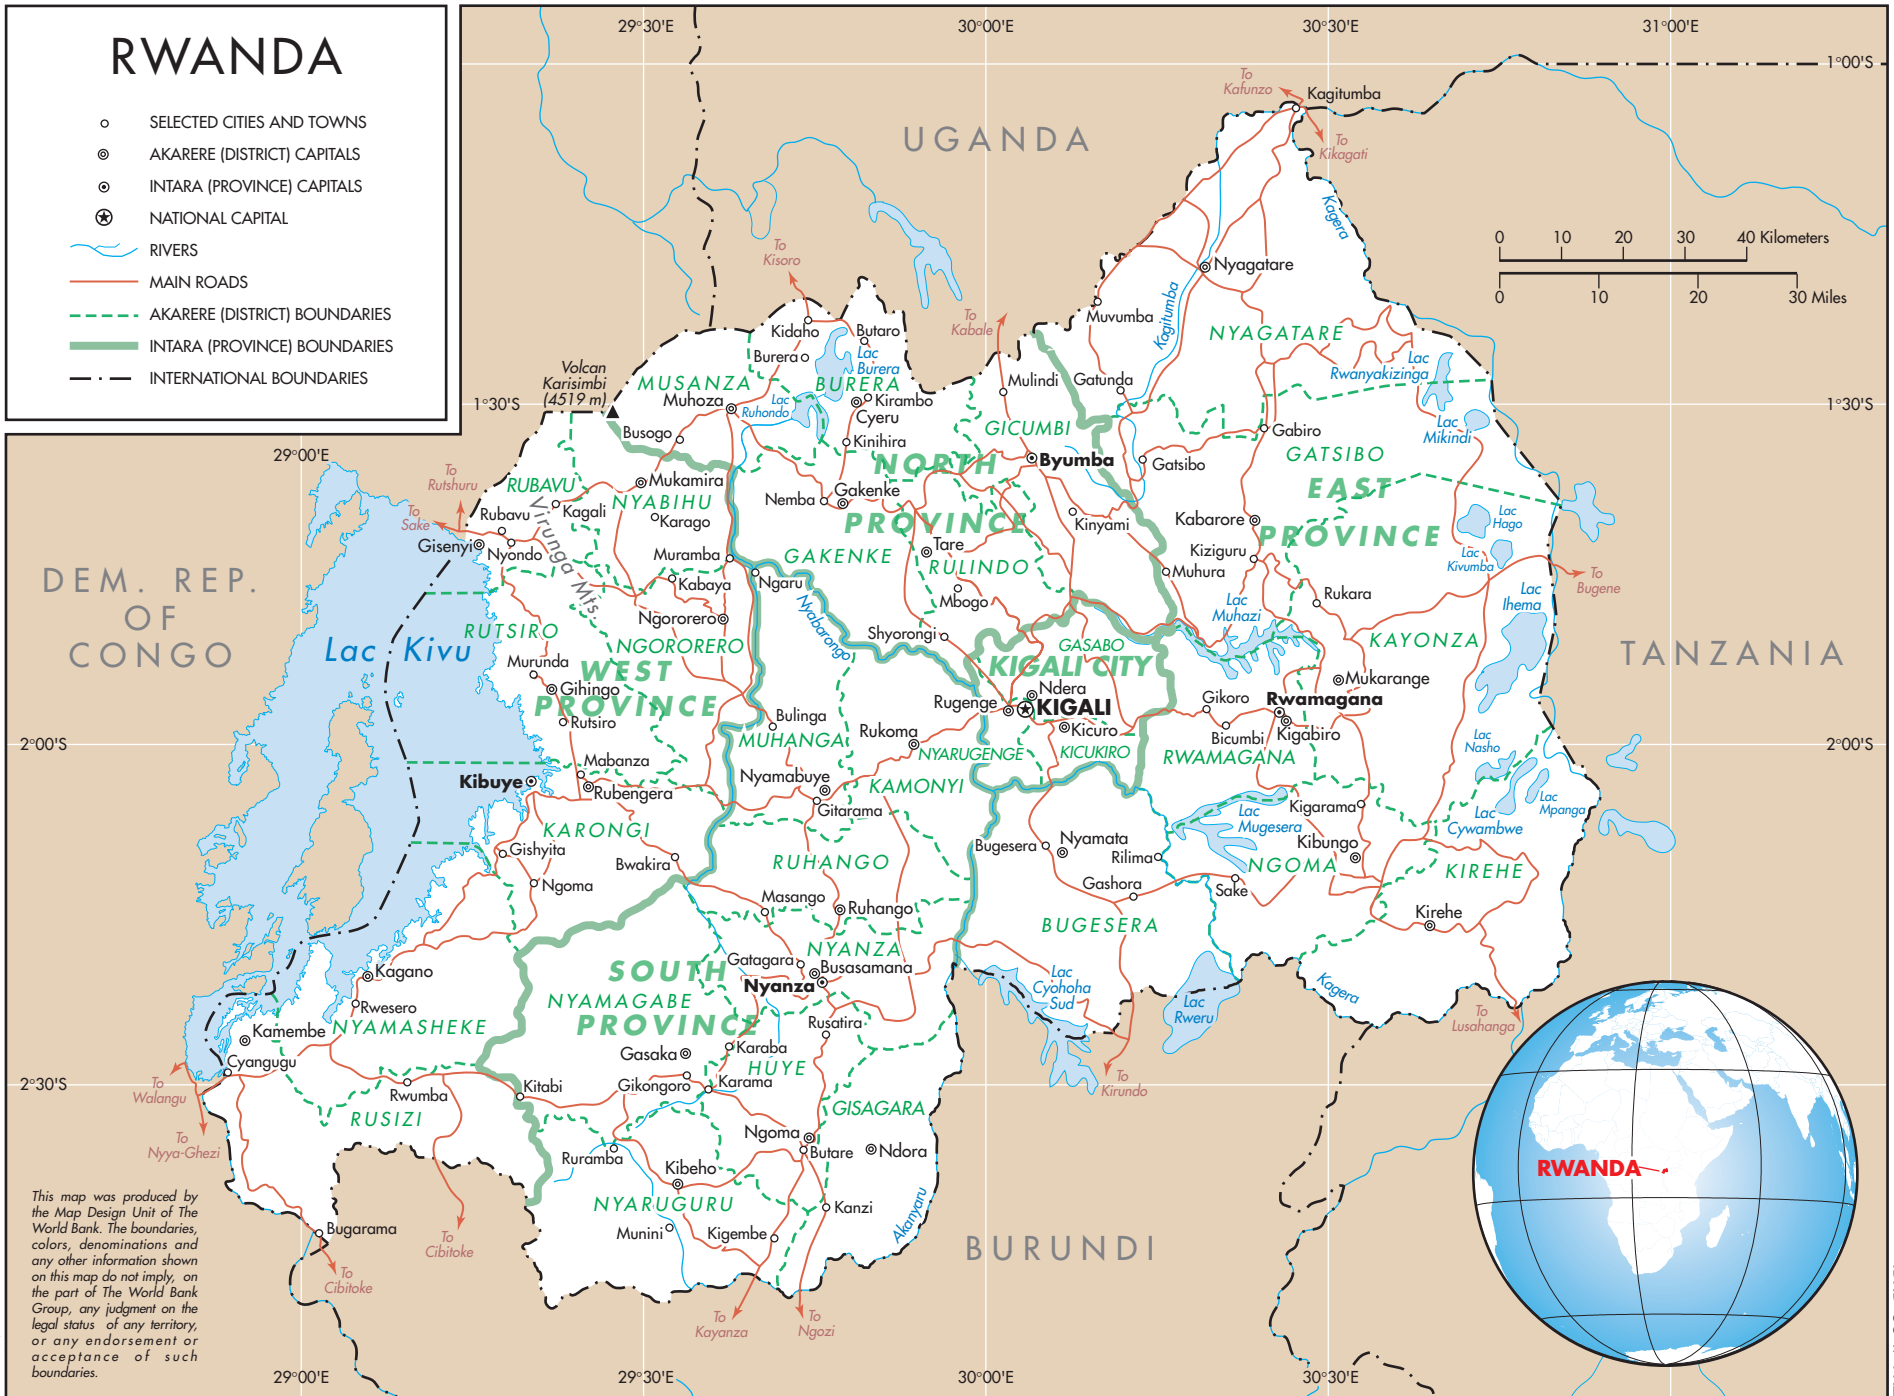 RWANDA
SELECTED CITIES AND TOWNS
AKARERE (DISTRICT) CAPITALS
INTARA (PROVINCE) CAPITALS
NATIONAL CAPITAL
RIVERS
MAIN ROADS
AKARERE (DISTRICT) BOUNDARIES
INTARA (PROVINCE) BOUNDARIES
INTERNATIONAL BOUNDARIES
29°30'E
30°00'E
30°30'E
31°00'E
1°00'S
To
Kafunzo
Kagitumba
To
Kikagati
UGANDA
Kagera
0 10 20 30 40 Kilometers
0 10 20 30 Miles
To
Kisoro
Nyagatare
Kagitumba
Muvumba
To
Kabale
NYAGATARE
Kidaho
Butaro
Burera
Lac
Burera
Volcan
Karisimbi
(4519 m)
MUSANZA
Muhoza
BURERA
Lac
Ruhondo
Kirambo
Cyeru
Mulindi
Gatunda
Lac
Rwanyakizinga
1°30'S
1°30'S
Busogo
Kinihira
GICUMBI
Gabiro
Lac
Mikindi
29°00'E
NORTH
PROVINCE
Byumba
Gatsibo
GATSIBO
EAST
PROVINCE
To
Rutshuru
RUBAVU
Mukamira
NYABIHU
Nemba
Gakenke
To
Sake
Rubavu
Kagali
Karago
Virunga Mts.
Kinyami
Kabarore
Lac
Hago
Gisenyi
Nyondo
Muramba
GAKENKE
Tare
RULINDO
Kiziguru
Lac
Kivumba
DEM. REP.
OF
CONGO
Kabaya
Ngaru
Mbogo
Muhura
Rukara
Lac
Ihema
To
Bugene
Ngororero
Nyabarongo
Shyorongi
Lac
Muhazi
RUTSIRO
NGORORERO
GASABO
KAYONZA
TANZANIA
Lac Kivu
Murunda
WEST
PROVINCE
KIGALI CITY
Gihingo
Mukarange
Ndera
Rutsiro
Rugenge
KIGALI
Gikoro
Rwamagana
Bulinga
Rukoma
Kicuro
Bicumbi
Kigabiro
2°00'S
2°00'S
MUHANGA
NYARUGENGE
KICUKIRO
RWAMAGANA
Lac
Nasho
Mabanza
Kibuye
Rubengera
Nyamabuye
KAMONYI
Gitarama
Kigarama
Lac
Mpanga
Lac
Mugesera
Lac
Cywambwe
KARONGI
Gishyita
Bwakira
RUHANGO
Bugesera
Nyamata
Rilima
Kibungo
NGOMA
KIREHE
Ngoma
Masango
Ruhango
Gashora
Sake
Kirehe
BUGESERA
NYANZA
SOUTH
PROVINCE
Gatagara
Busasamana
Nyanza
Kagano
Rwesero
NYAMAGABE
Lac
Cyohoha
Sud
Lac
Rweru
Kagera
To
Lusahanga
Kamembe
NYAMASHEKE
Rusatira
Cyangugu
Gasaka
Karaba
HUYE
2°30'S
To
Walangu
Rwumba
Kitabi
Gikongoro
Karama
To
Kirundo
RUSIZI
GISAGARA
To
Nyya-Ghezi
Ngoma
Butare
Ndora
Ruramba
Kibeho
RWANDA
NYARUGURU
Kanzi
Munini
Kigembe
Akanyaru
BURUNDI
Bugarama
To
Cibitoke
To
Cibitoke
To
Kayanza
To
Ngozi
This map was produced by
the Map Design Unit of The
World Bank. The boundaries,
colors, denominations and
any other information shown
on this map do not imply, on
the part of The World Bank
Group, any judgment on the
legal status of any territory,
or any endorsement or
acceptance of such
boundaries.
29°00'E
29°30'E
30°00'E
30°30'E